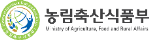 농림축산식품부
Ministry of Agriculture, Food and Rural Affairs